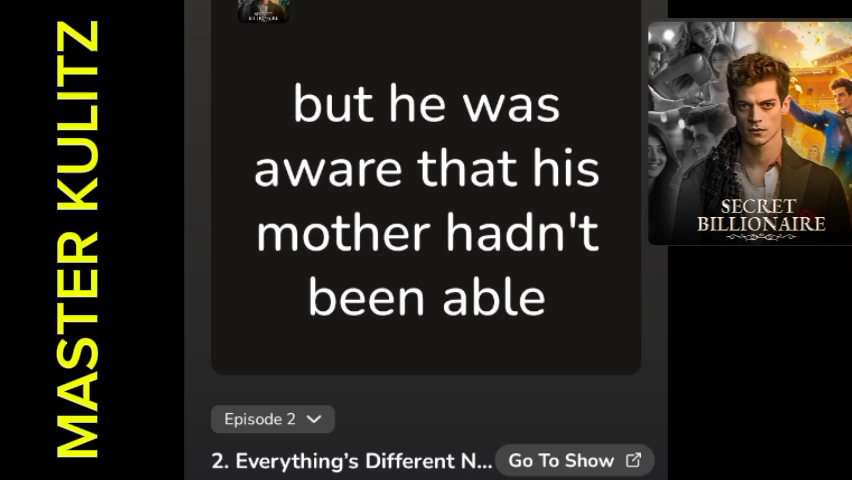 MASTER KULITZ
but he was
aware that his
mother hadn't
been able
Episode 2
2. Everything's Different N...
Go To Show
SECRET
BILLIONAIRE